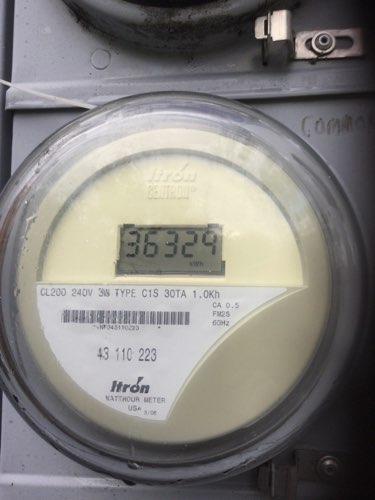 Itron
CENTRON®
36329
kWh
CL200 240V 3W TYPE C1S 30TA 1.0Kh
CA 0.5
FM2S
60Hz
43 110 223
Itron
WATTHOUR METER
USA